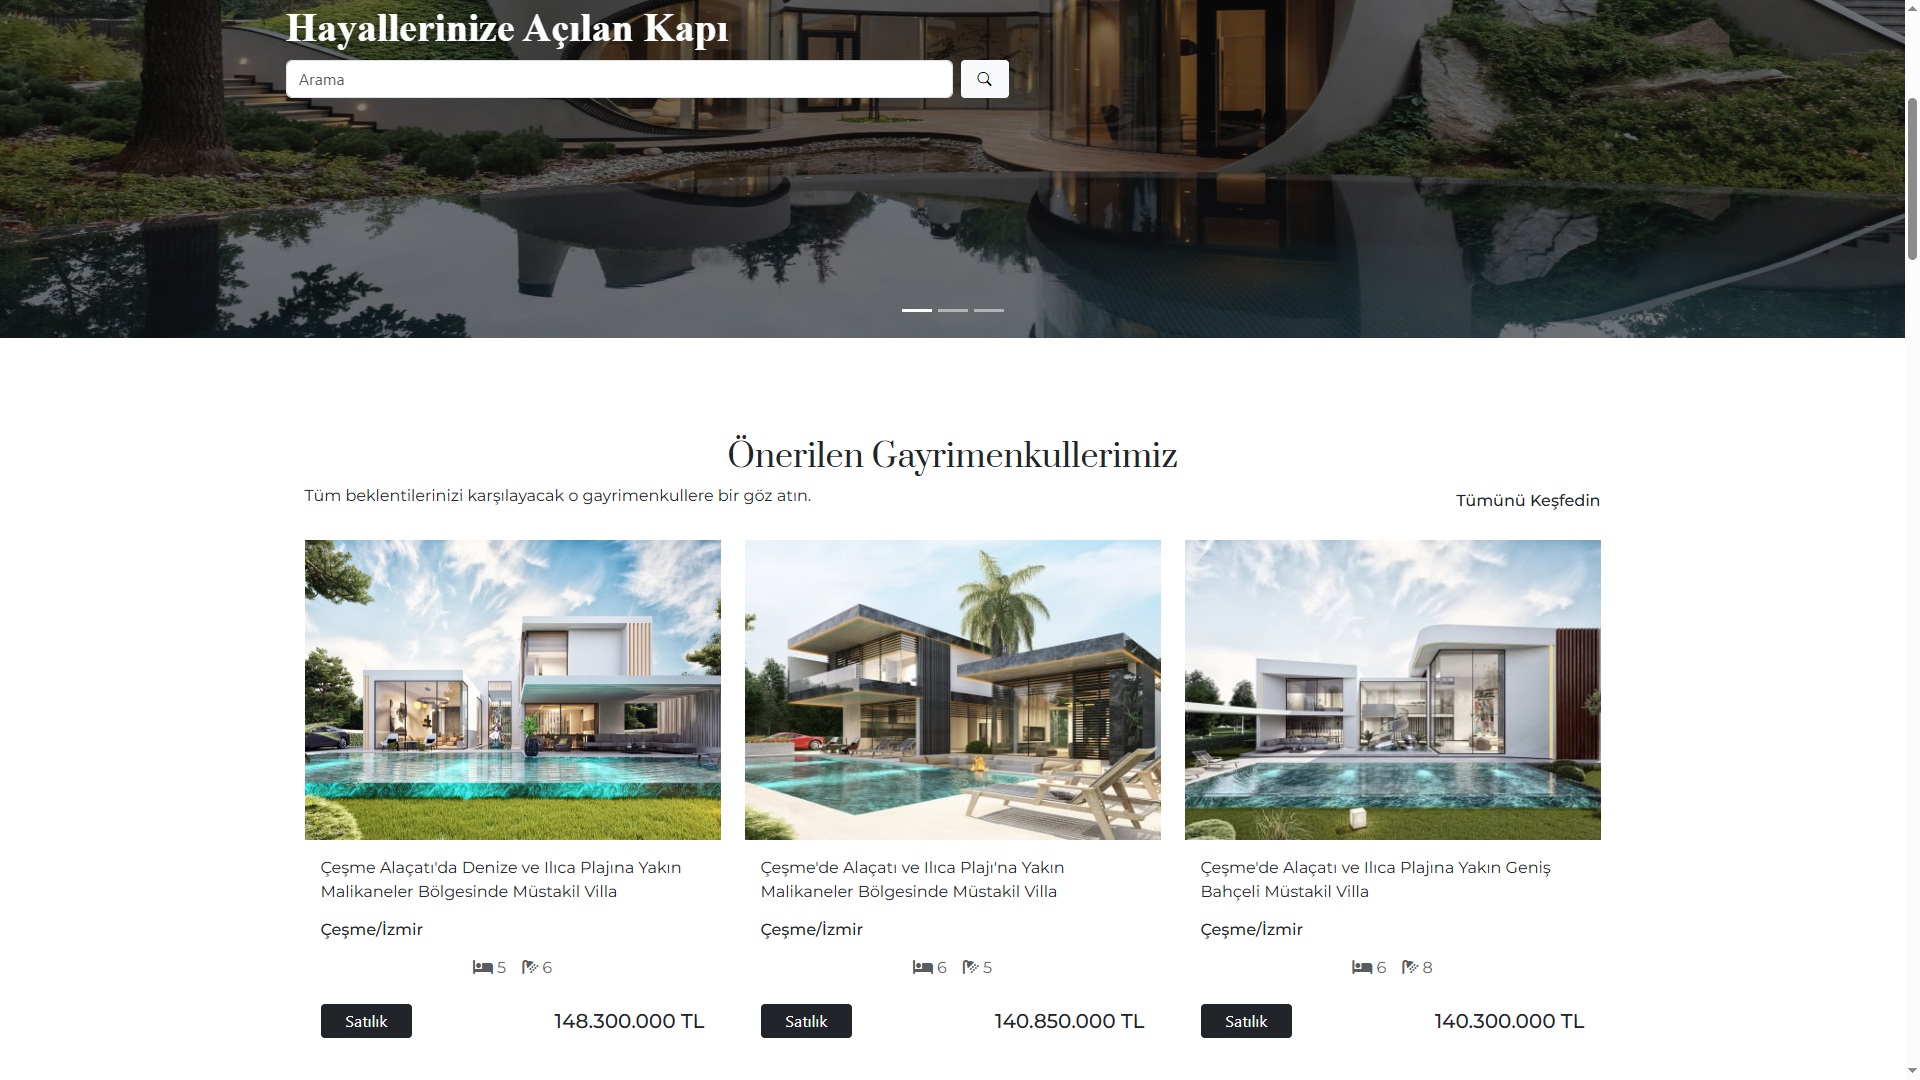 Hayallerinize Açılan Kapı
Arama
Önerilen Gayrimenkullerimiz
Tüm beklentilerinizi karşılayacak o gayrimenkullere bir göz atın.
Tümünü Keşfedin
Çeşme Alaçatı'da Denize ve Ilıca Plajına Yakın
Malikaneler Bölgesinde Müstakil Villa
Çeşme/İzmir
5 6
Satılık 148.300.000 TL
Çeşme'de Alaçatı ve Ilıca Plajı'na Yakın
Malikaneler Bölgesinde Müstakil Villa
Çeşme/İzmir
6 5
Satılık 140.850.000 TL
Çeşme'de Alaçatı ve Ilıca Plajına Yakın Geniş
Bahçeli Müstakil Villa
Çeşme/İzmir
6 8
Satılık 140.300.000 TL